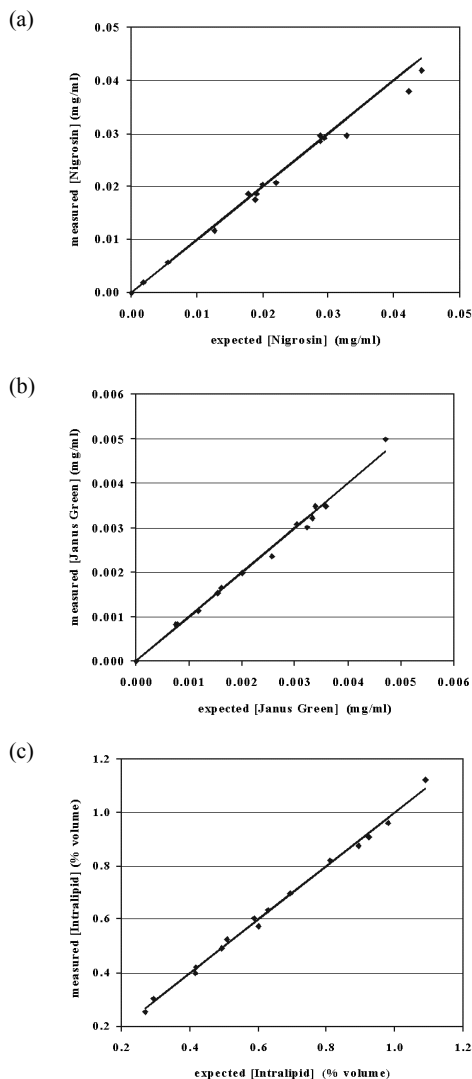 (a)
measured [Nigrosin] (mg/ml)
0.05
0.04
0.03
0.02
0.01
0.00
0.00 0.01 0.02 0.03 0.04 0.05
expected [Nigrosin] (mg/ml)
(b)
measured [Janus Green] (mg/ml)
0.006
0.005
0.004
0.003
0.002
0.001
0.000
0.000 0.001 0.002 0.003 0.004 0.005 0.006
expected [Janus Green] (mg/ml)
(c)
measured [Intralipid] (% volume)
1.2
1.0
0.8
0.6
0.4
0.2
0.2 0.4 0.6 0.8 1.0 1.2
expected [Intralipid] (% volume)